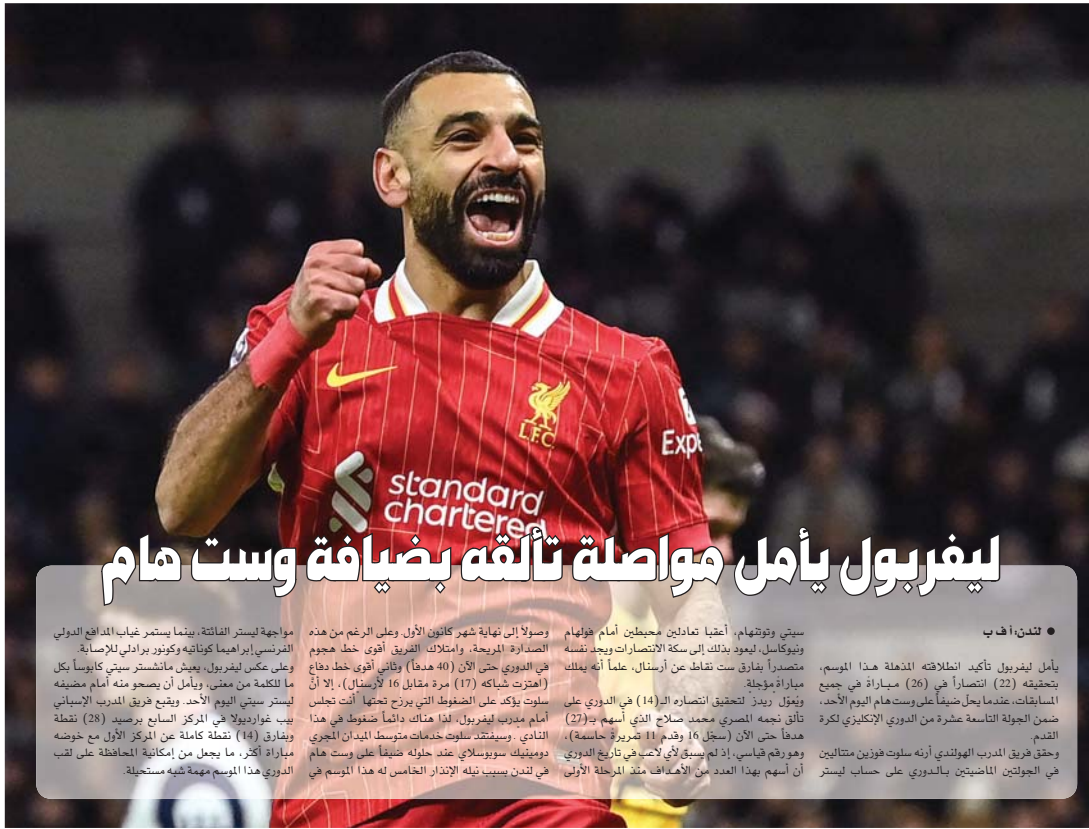 L.F.C.
Expe
standard
chartered
ليفربول يأمل مواصلة تألقه بضيافة وست هام
● لندن: أ ف ب
يأمل ليفربول تأكيد انطلاقته المذهلة هذا الموسم،
بتحقيقه (22) انتصاراً في (26) مباراة في جميع
المسابقات، عندما يحلّ ضيفاً على وست هام اليوم الأحد،
ضمن الجولة التاسعة عشرة من الدوري الإنكليزي لكرة
القدم.
وحقق فريق المدرب الهولندي أرنه سلوت فوزين متتاليين
في الجولتين الماضيتين بالدوري على حساب ليستر
سيتي وتوتنهام، أعقبا تعادلين محبطين أمام فولهام
ونيوكاسل، ليعود بذلك إلى سكة الانتصارات ويجد نفسه
متصدراً بفارق ست نقاط عن أرسنال، علماً أنه يملك
مباراة مؤجلة.
ويُعوّل ريدز لتحقيق انتصاره الـ(14) في الدوري على
تألق نجمه المصري محمد صلاح الذي أسهم بـ(27)
هدفاً حتى الآن (سجّل 16 وقدم 11 تمريرة حاسمة)،
وهو رقم قياسي، إذ لم يسبق لأي لاعب في تاريخ الدوري
أن أسهم بهذا العدد من الأهداف منذ المرحلة الأولى
وصولاً إلى نهاية شهر كانون الأول. وعلى الرغم من هذه
الصدارة المريحة، وامتلاك الفريق أقوى خط هجوم
في الدوري حتى الآن (40 هدفاً) وثاني أقوى خط دفاع
(اهتزت شباكه (17) مرة مقابل 16 لأرسنال)، إلا أنّ
سلوت يؤكد على الضغوط التي يرزح تحتها "أنت تجلس
أمام مدرب ليفربول، لذا هناك دائماً ضغوط في هذا
النادي. وسيفتقد سلوت خدمات متوسط الميدان المجري
دومينيك سوبوسلاي عند حلوله ضيفاً على وست هام
في لندن بسبب نيله الإنذار الخامس له هذا الموسم في
مواجهة ليستر الفائتة، بينما يستمر غياب المدافع الدولي
الفرنسي إبراهيما كوناتيه وكونور برادلي للإصابة.
وعلى عكس ليفربول، يعيش مانشستر سيتي كابوساً بكل
ما للكلمة من معنى، ويأمل أن يصحو منه أمام مضيفه
ليستر سيتي اليوم الأحد. ويقبع فريق المدرب الإسباني
بيب غوارديولا في المركز السابع برصيد (28) نقطة
وبفارق (14) نقطة كاملة عن المركز الأول مع خوضه
مباراة أكثر، ما يجعل من إمكانية المحافظة على لقب
الدوري هذا الموسم مهمة شبه مستحيلة.